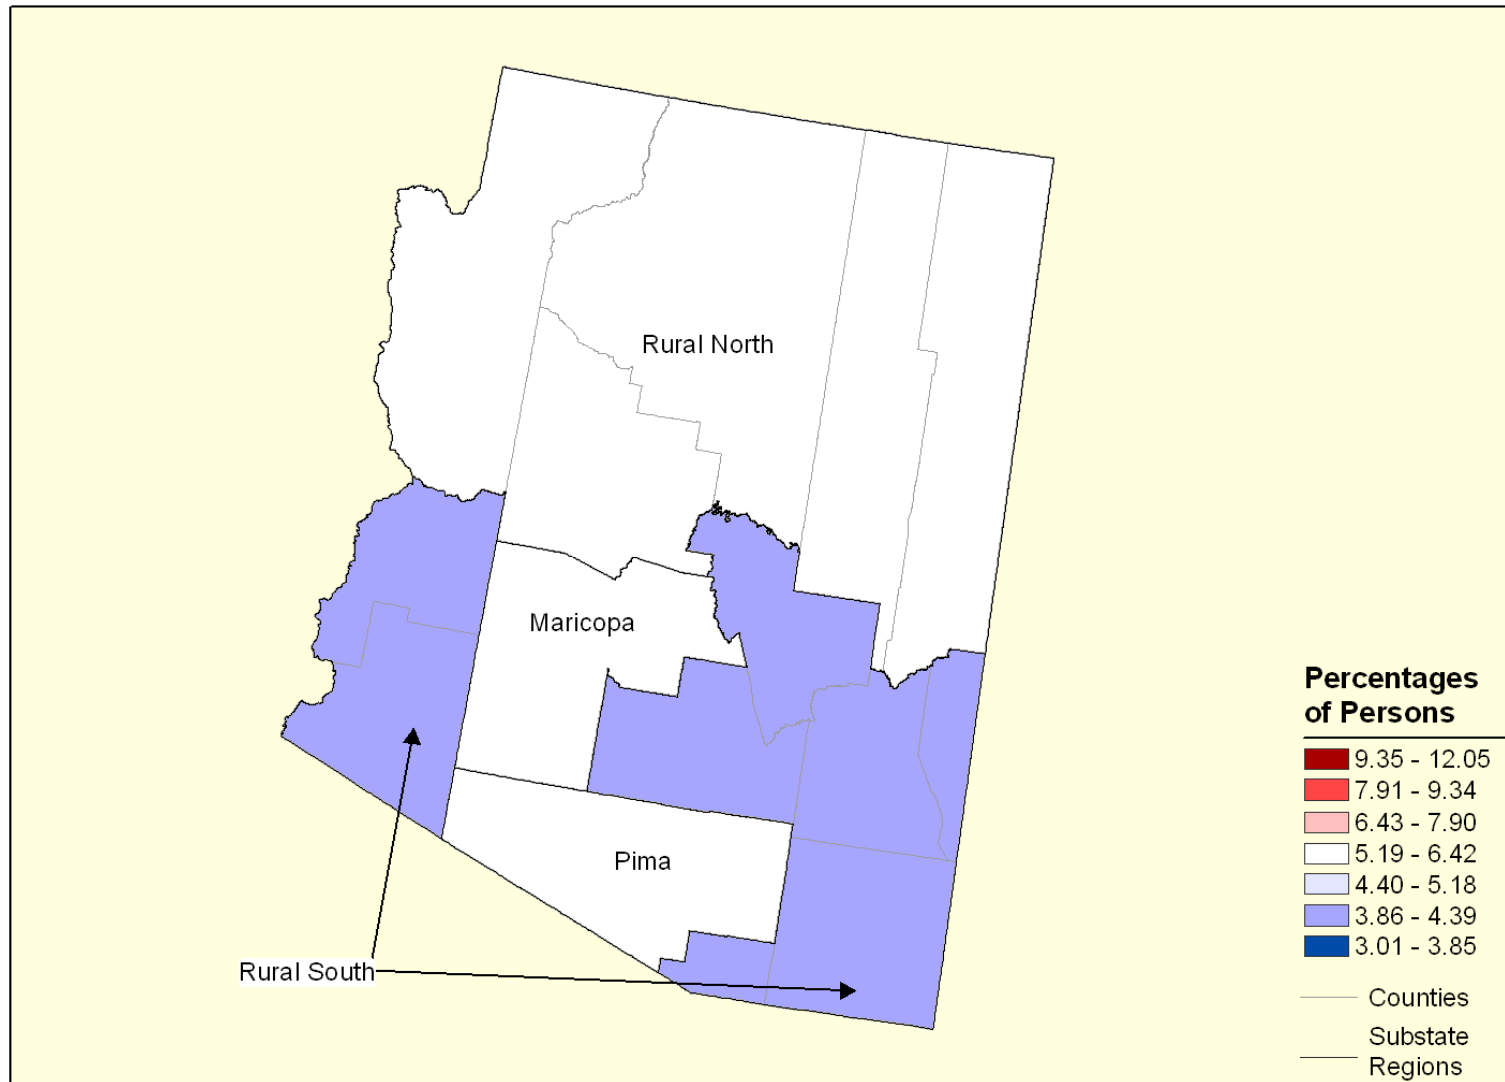 Rural North
Maricopa
Pima
Rural South
Percentages
of Persons
9.35 - 12.05
7.91 - 9.34
6.43 - 7.90
5.19 - 6.42
4.40 - 5.18
3.86 - 4.39
3.01 - 3.85
Counties
Substate
Regions